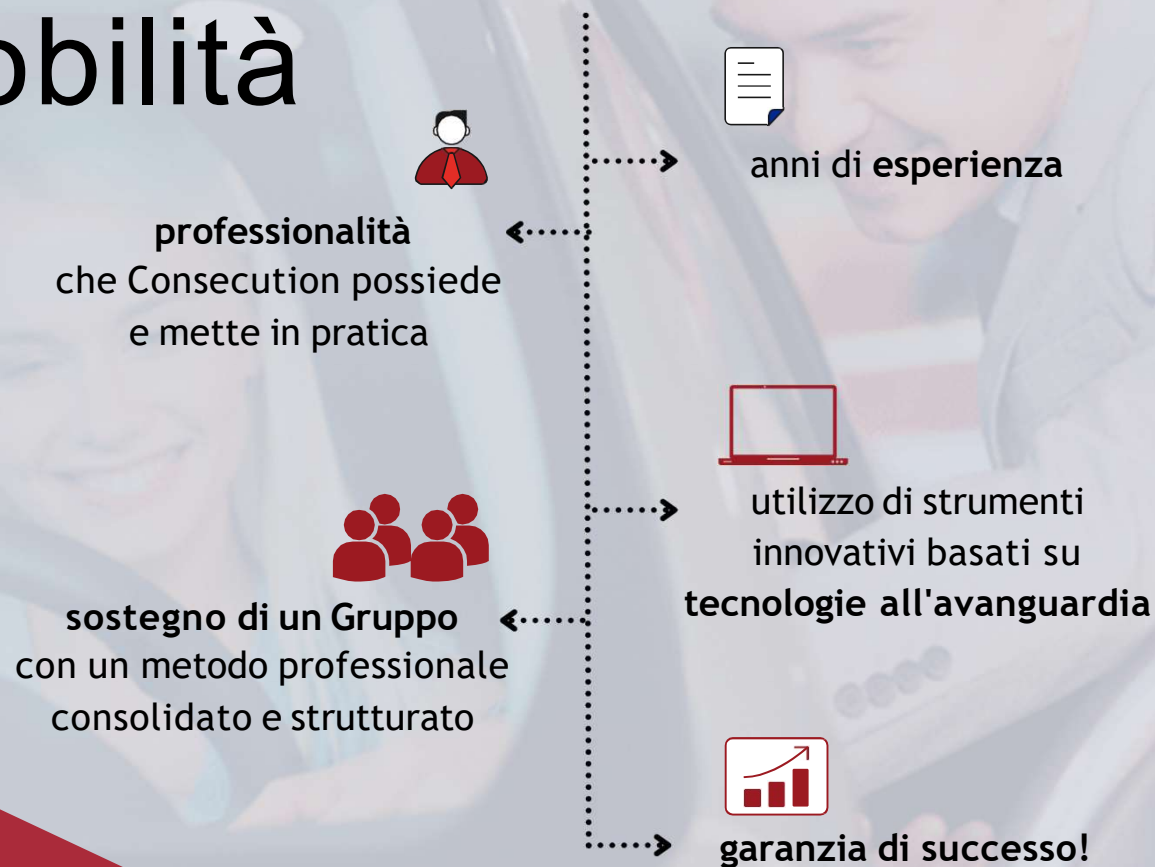 obilità
anni di esperienza
professionalità
che Consecution possiede
e mette in pratica
utilizzo di strumenti
innovativi basati su
tecnologie all'avanguardia
sostegno di un Gruppo
con un metodo professionale
consolidato e strutturato
garanzia di successo!